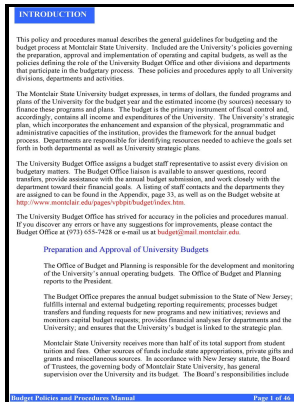 INTRODUCTION
This policy and procedures manual describes the general guidelines for budgeting and the
budget process at Montclair State University. Included are the University's policies governing
the preparation, approval and implementation of operating and capital budgets, as well as the
policies defining the role of the University Budget Office and other divisions and departments
that participate in the budgetary process. These policies and procedures apply to all University
divisions, departments and activities.
The Montclair State University budget expresses, in terms of dollars, the funded programs and
plans of the University for the budget year and the estimated income (by sources) necessary to
finance these programs and plans. The budget is the primary instrument of fiscal control and,
accordingly, contains all income and expenditures of the University. The University's strategic
plan, which incorporates the enhancement and expansion of the physical, programmatic and
administrative capacities of the institution, provides the framework for the annual budget
process. Departments are responsible for identifying resources needed to achieve the goals set
forth in both departmental as well as University strategic plans.
The University Budget Office assigns a budget staff representative to assist every division on
budgetary matters. The Budget Office liaison is available to answer questions, record
transfers, provide assistance with the annual budget submission, and work closely with the
department toward their financial goals. A listing of staff contacts and the departments they
are assigned to can be found in the Appendix, page 33, as well as on the Budget website at
http://www.montclair.edu/pages/vpbpit/budget/index.htm.
The University Budget Office has strived for accuracy in the policies and procedures manual.
If you discover any errors or have any suggestions for improvements, please contact the
Budget Office at (973) 655-7428 or e-mail us at budget@mail.montclair.edu.
Preparation and Approval of University Budgets
The Office of Budget and Planning is responsible for the development and monitoring
of the University's annual operating budgets. The Office of Budget and Planning
reports to the President.
The Budget Office prepares the annual budget submission to the State of New Jersey;
fulfills internal and external budgeting reporting requirements; processes budget
transfers and funding requests for new programs and new initiatives; reviews and
monitors capital budget requests; provides financial analyses for departments and the
University; and ensures that the University's budget is linked to the strategic plan.
Montclair State University receives more than half of its total support from student
tuition and fees. Other sources of funds include state appropriations, private gifts and
grants and miscellaneous sources. In accordance with New Jersey statute, the Board
of Trustees, the governing body of Montclair State University, has general
supervision over the University and its budget. The Board's responsibilities include
Budget Policies and Procedures Manual Page 1 of 46